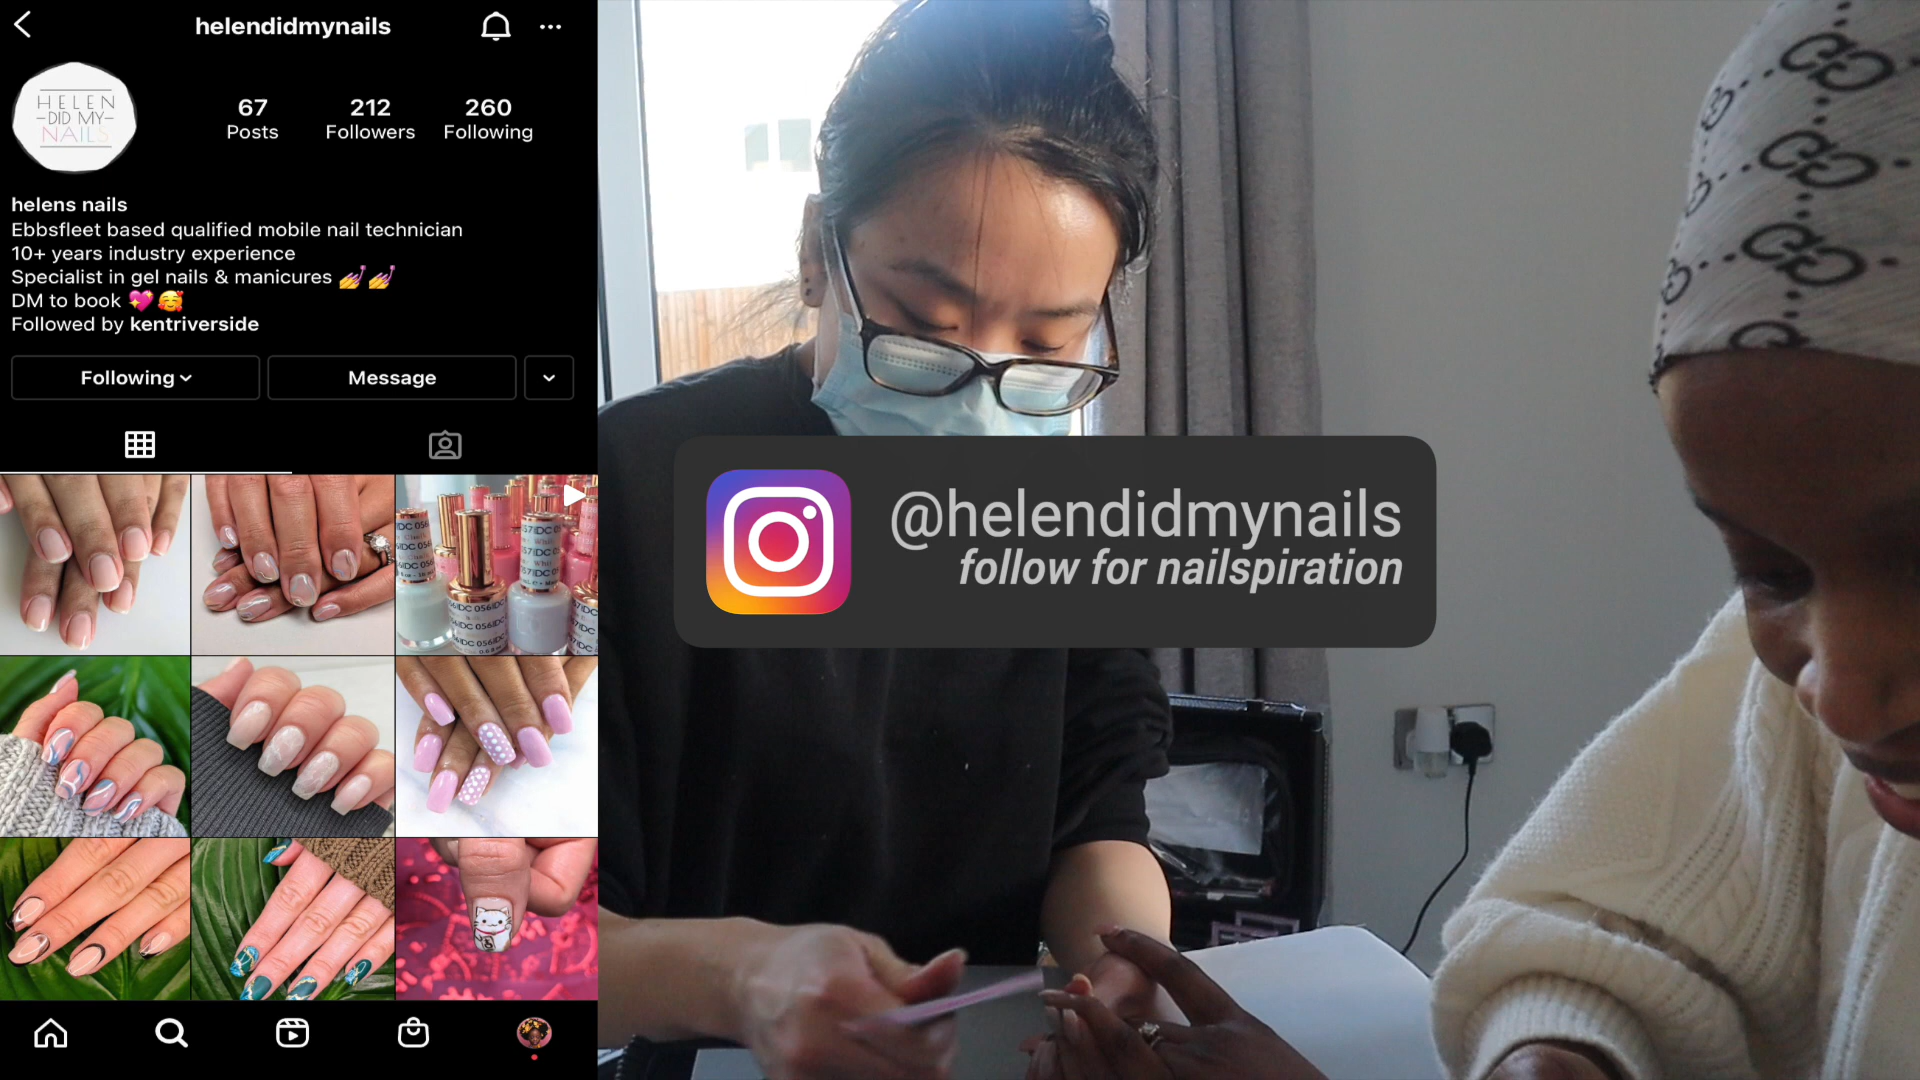 helendidmynails
HELEN
-DID MY-
NAILS
67
Posts
212
Followers
260
Following
helens nails
Ebbsfleet based qualified mobile nail technician
10+ years industry experience
Specialist in gel nails & manicures 💅💅
DM to book 💖🥰
Followed by kentriverside
Following
Message
@helendidmynails
follow for nailspiration